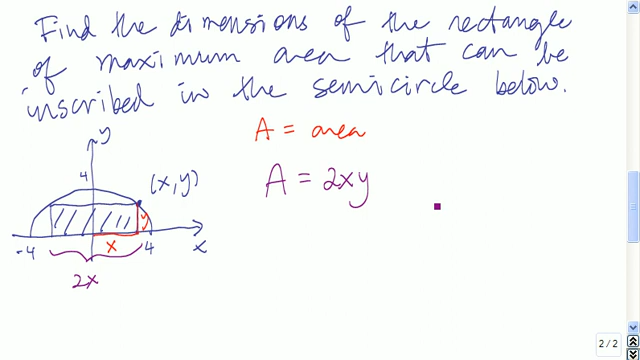 Find the dimensions of the rectangle
of maximum area that can be
inscribed in the semicircle below.
A = area
y
4
(x,y)
A = 2xy
y
x
-4
4
x
2x
2/2